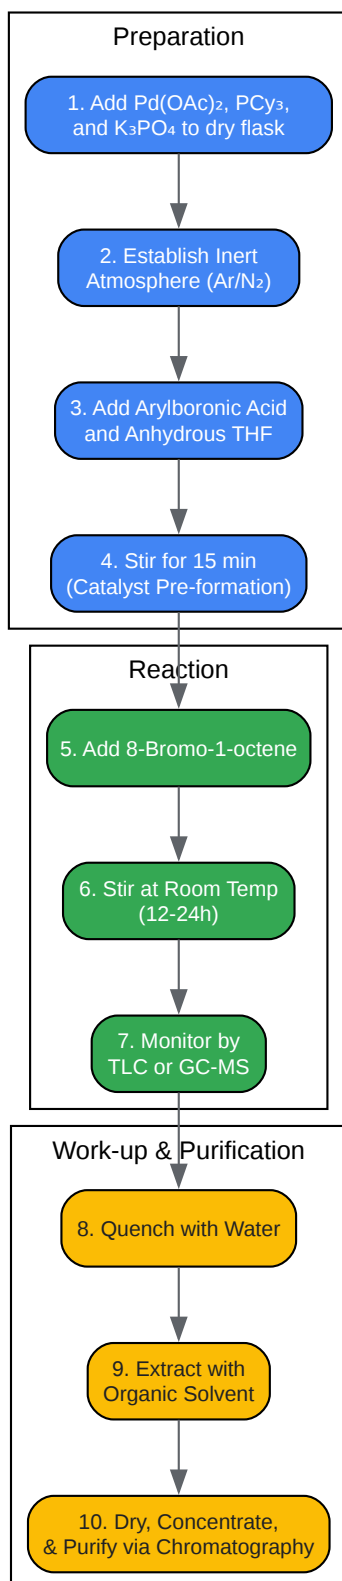 Preparation
1. Add Pd(OAc)₂, PCy₃,
and K₃PO₄ to dry flask
2. Establish Inert
Atmosphere (Ar/N₂)
3. Add Arylboronic Acid
and Anhydrous THF
4. Stir for 15 min
(Catalyst Pre-formation)
Reaction
5. Add 8-Bromo-1-octene
6. Stir at Room Temp
(12-24h)
7. Monitor by
TLC or GC-MS
Work-up & Purification
8. Quench with Water
9. Extract with
Organic Solvent
10. Dry, Concentrate,
& Purify via Chromatography